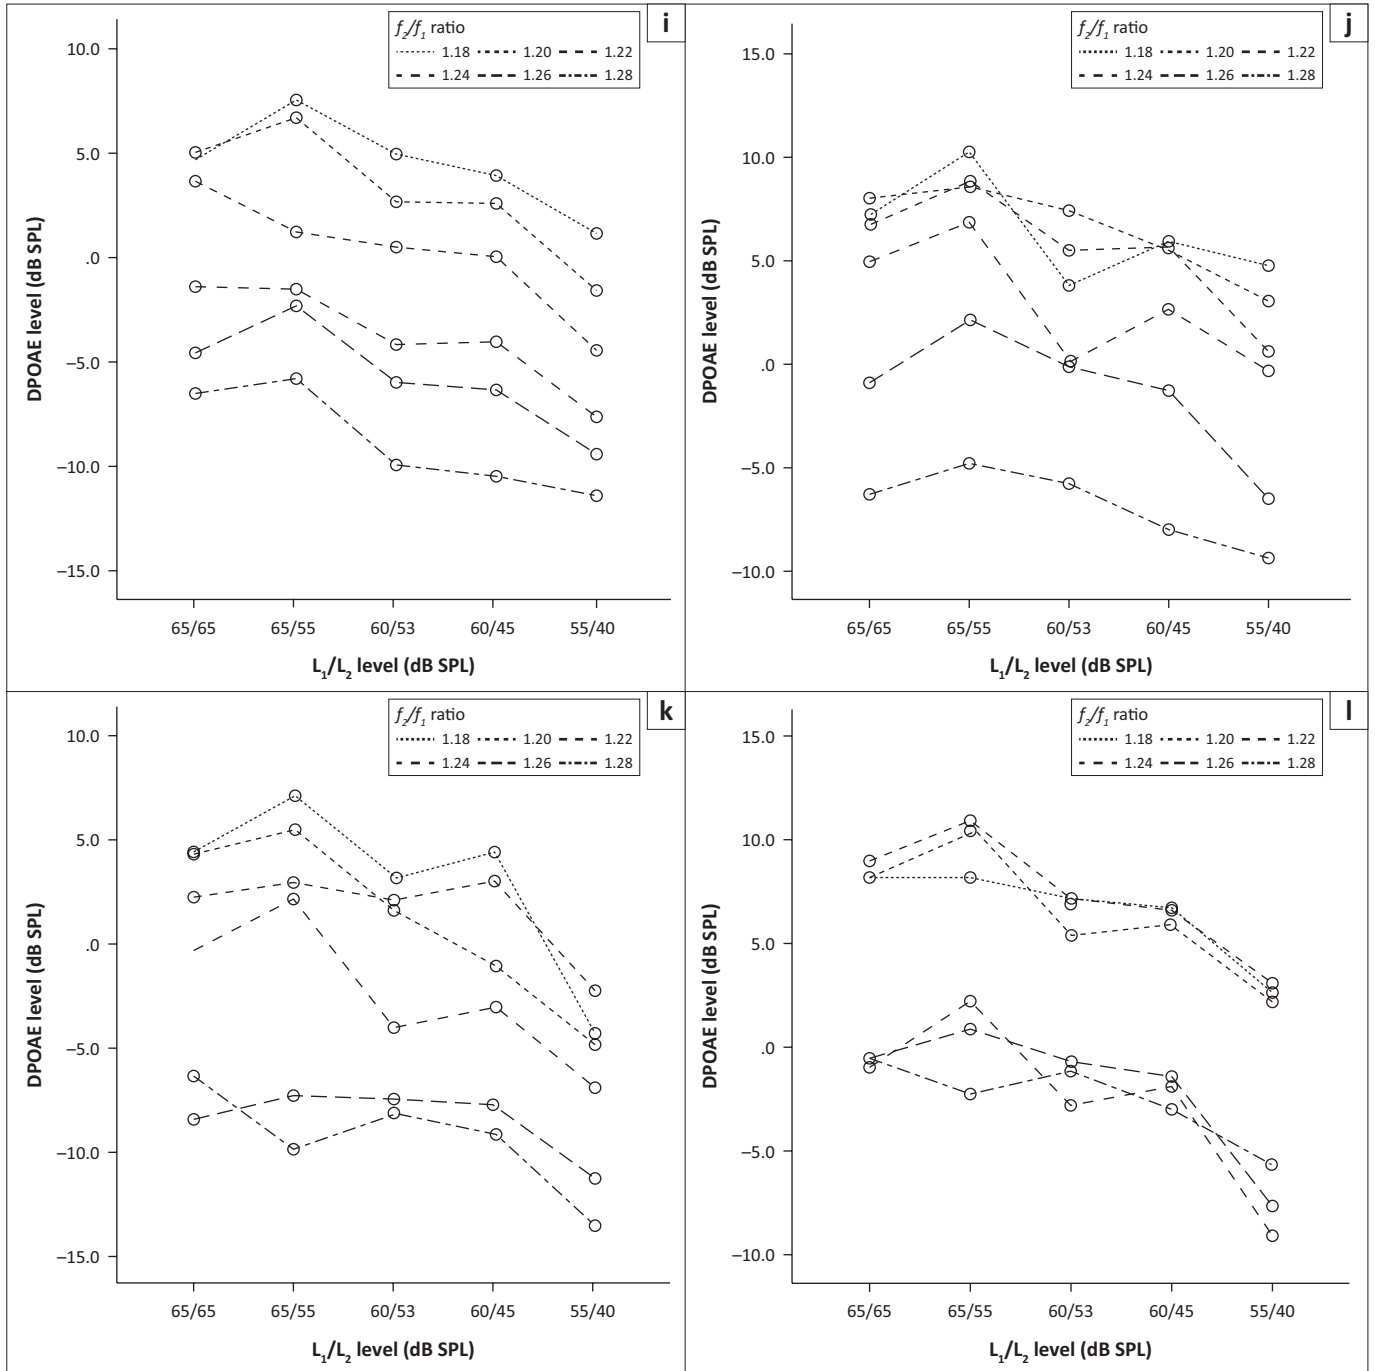 i
f2/f1 ratio
1.18 1.20 1.22
1.24 1.26 1.28
10.0
5.0
.0
–5.0
–10.0
–15.0
DPOAE level (dB SPL)
65/65 65/55 60/53 60/45 55/40
L1/L2 level (dB SPL)
j
f2/f1 ratio
1.18 1.20 1.22
1.24 1.26 1.28
15.0
10.0
5.0
.0
–5.0
–10.0
DPOAE level (dB SPL)
65/65 65/55 60/53 60/45 55/40
L1/L2 level (dB SPL)
k
f2/f1 ratio
1.18 1.20 1.22
1.24 1.26 1.28
10.0
5.0
.0
–5.0
–10.0
–15.0
DPOAE level (dB SPL)
65/65 65/55 60/53 60/45 55/40
L1/L2 level (dB SPL)
l
f2/f1 ratio
1.18 1.20 1.22
1.24 1.26 1.28
15.0
10.0
5.0
.0
–5.0
–10.0
DPOAE level (dB SPL)
65/65 65/55 60/53 60/45 55/40
L1/L2 level (dB SPL)